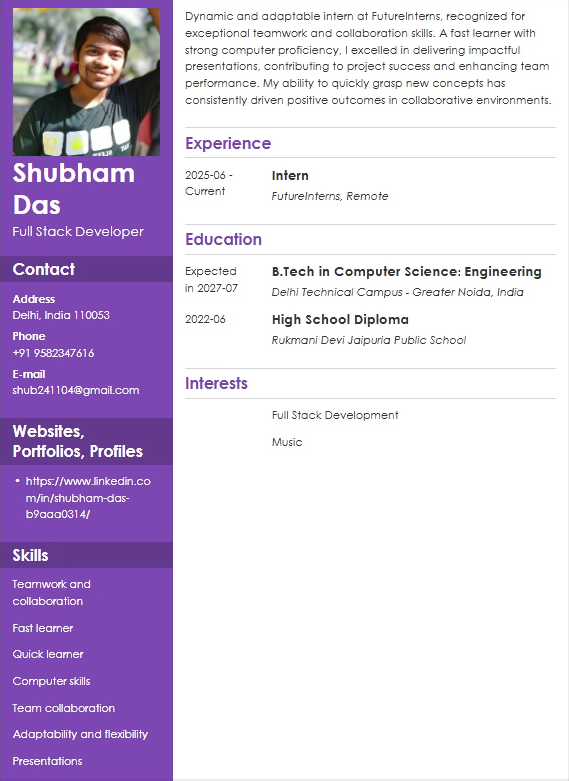 Shubham
Das
Full Stack Developer
Contact
Address
Delhi, India 110053
Phone
+91 9582347616
E-mail
shub241104@gmail.com
Websites,
Portfolios, Profiles
• https://www.linkedin.co
m/in/shubham-das-
b9aaa0314/
Skills
Teamwork and
collaboration
Fast learner
Quick learner
Computer skills
Team collaboration
Adaptability and flexibility
Presentations
Dynamic and adaptable intern at FutureInterns, recognized for
exceptional teamwork and collaboration skills. A fast learner with
strong computer proficiency, I excelled in delivering impactful
presentations, contributing to project success and enhancing team
performance. My ability to quickly grasp new concepts has
consistently driven positive outcomes in collaborative environments.
Experience
2025-06 -
Current
Intern
FutureInterns, Remote
Education
Expected
in 2027-07
B.Tech in Computer Science: Engineering
Delhi Technical Campus - Greater Noida, India
2022-06
High School Diploma
Rukmani Devi Jaipuria Public School
Interests
Full Stack Development
Music